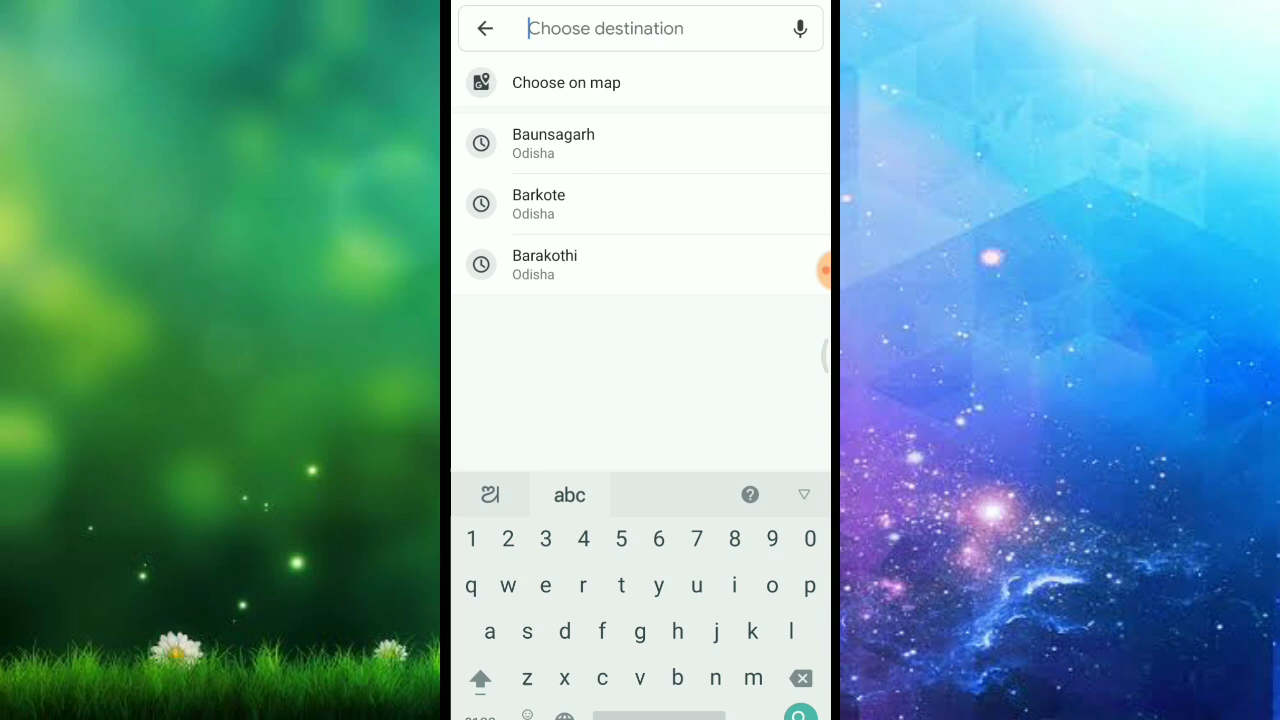 Choose destination
Choose on map
Baunsagarh
Odisha
Barkote
Odisha
Barakothi
Odisha
ଅ abc ?
1 2 3 4 5 6 7 8 9 0
q w e r t y u i o p
a s d f g h j k l
z x c v b n m